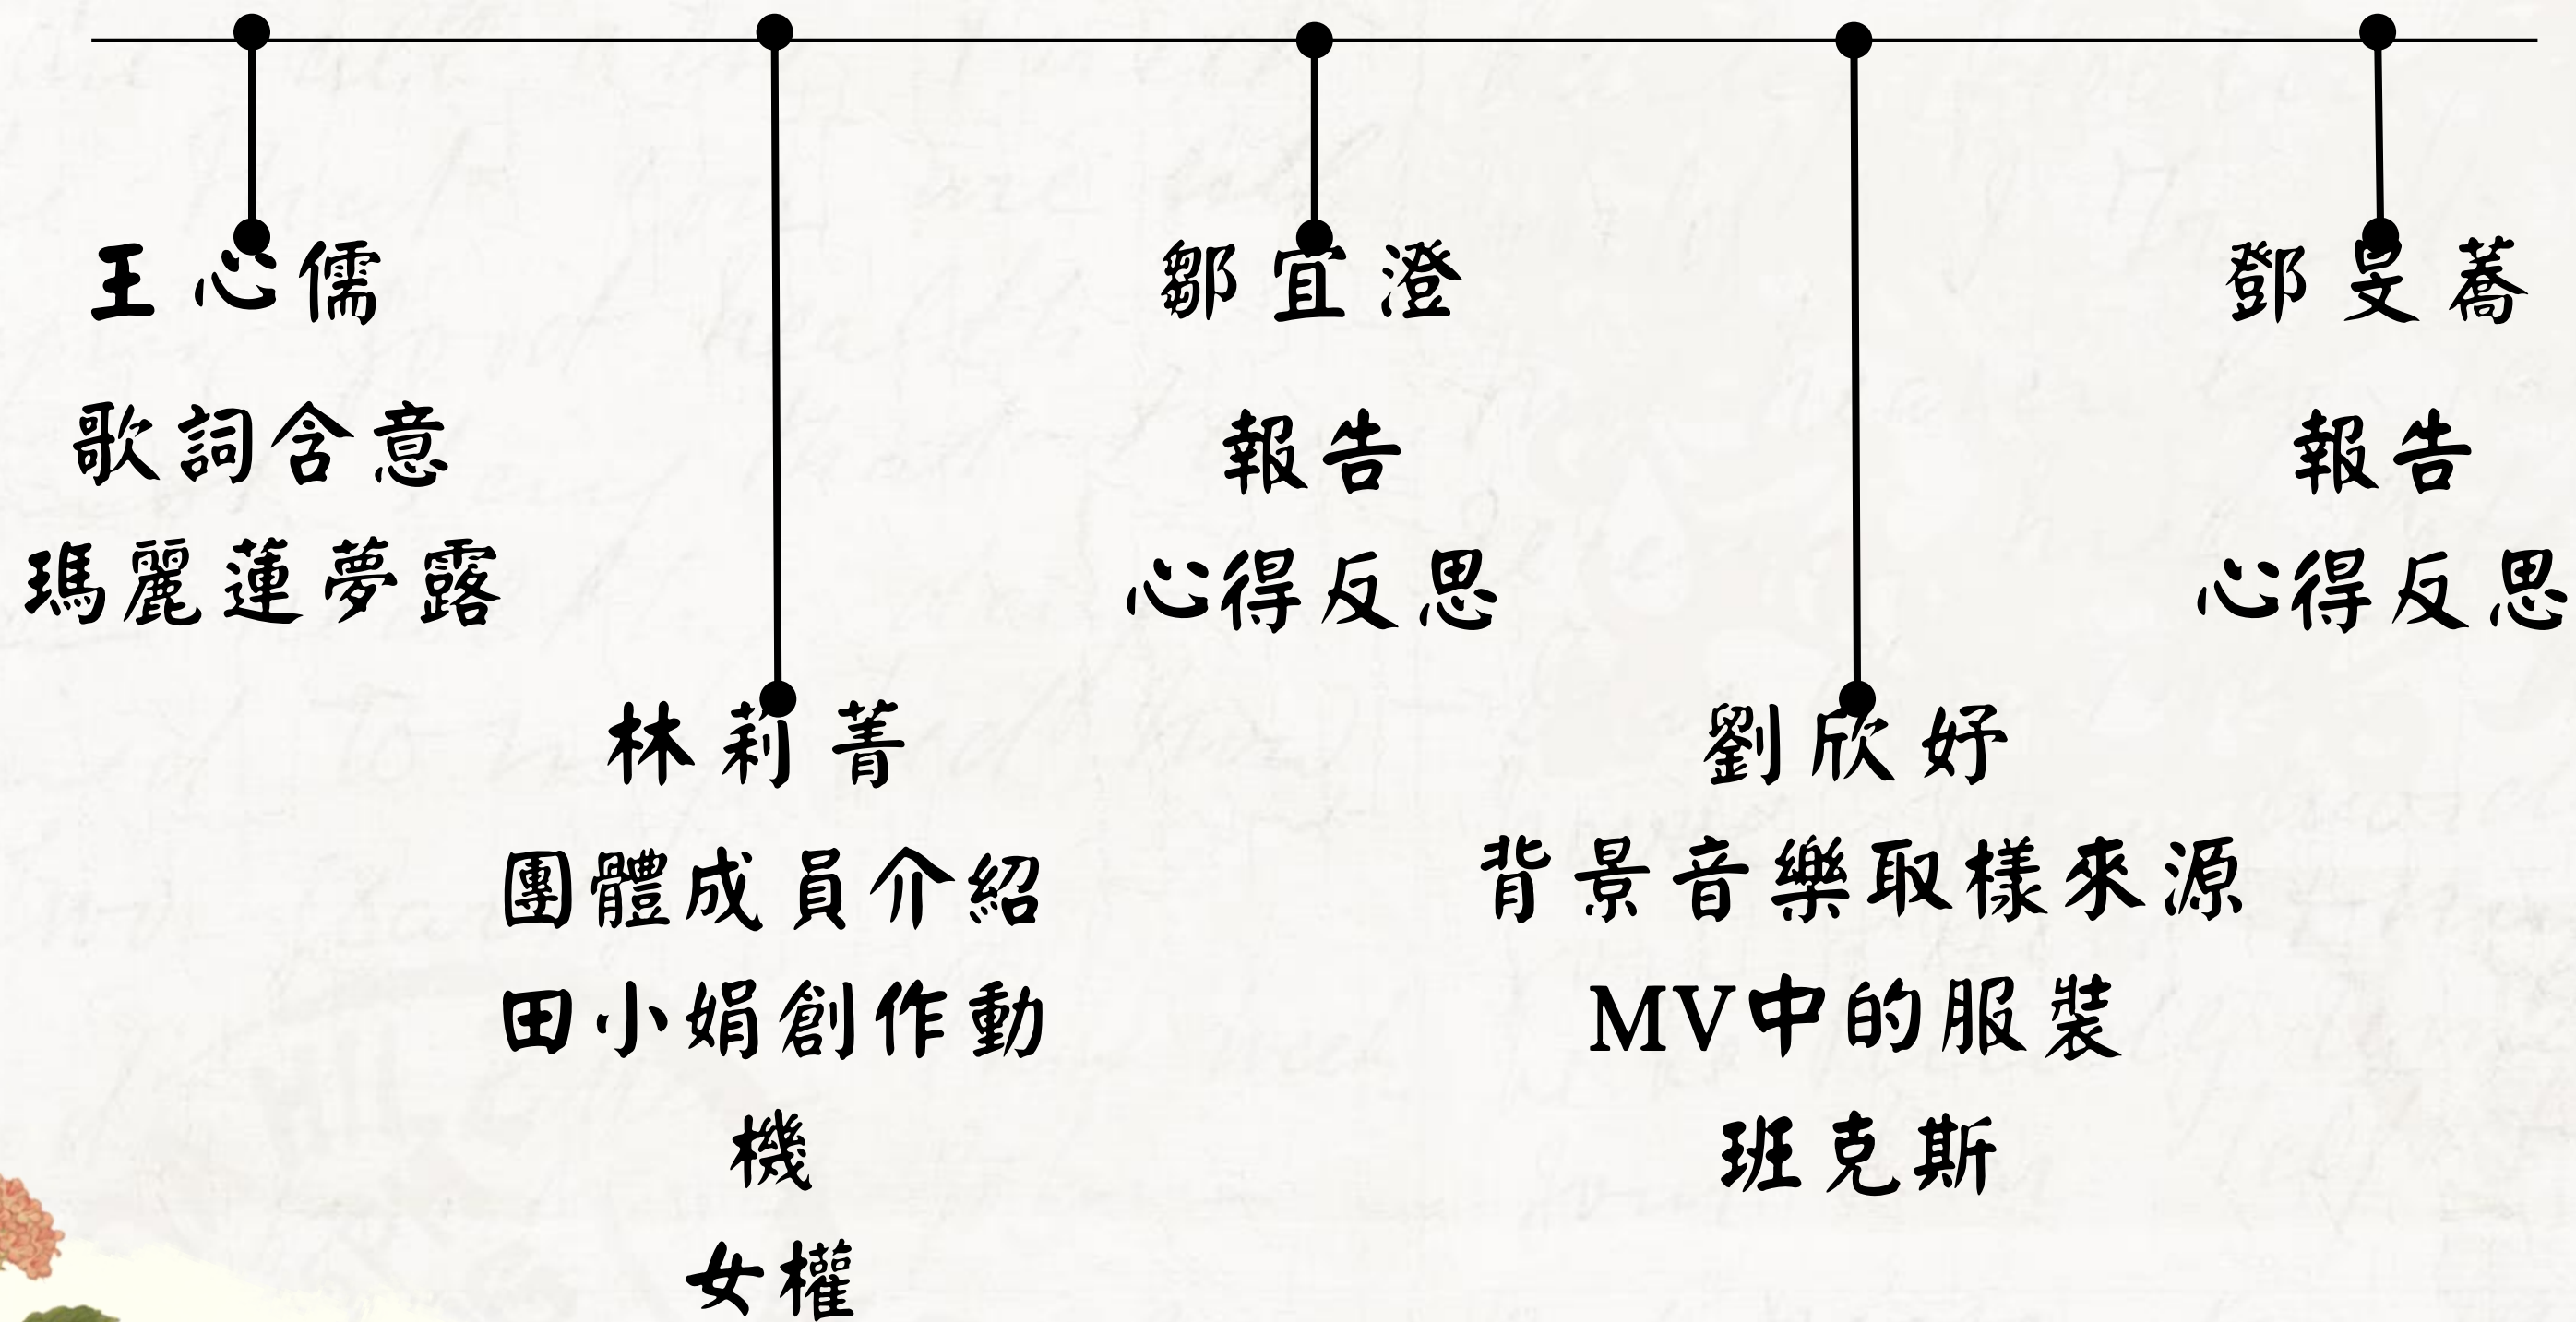 王心儒
歌詞含意
瑪麗蓮夢露
林莉菁
團體成員介紹
田小娟創作動
機
女權
鄒宜澄
報告
心得反思
劉欣妤
背景音樂取樣來源
MV中的服裝
班克斯
鄧旻蕎
報告
心得反思